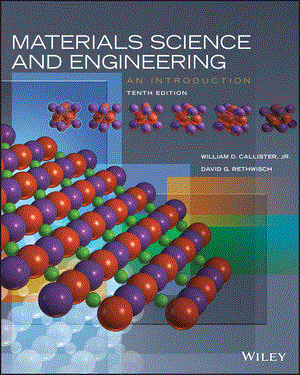 MATERIALS SCIENCE
AND ENGINEERING
AN INTRODUCTION
TENTH EDITION
WILLIAM D. CALLISTER, JR.
DAVID G. RETHWISCH
WILEY